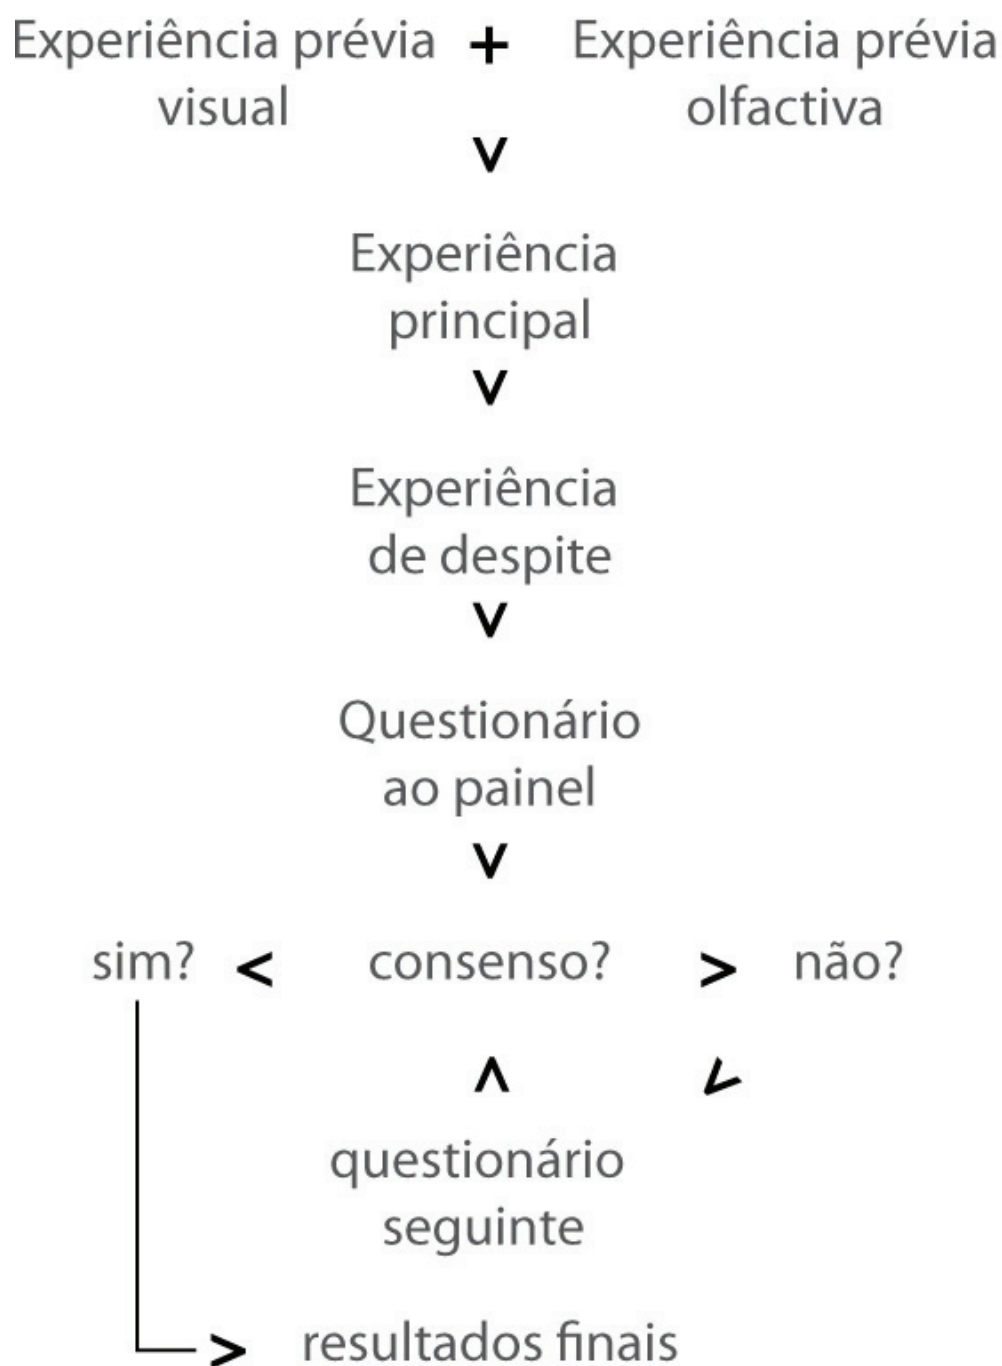 Experiência prévia + Experiência prévia
visual olfactiva
v
Experiência
principal
v
Experiência
de despite
v
Questionário
ao painel
v
sim? < consenso? > não?
questionário
seguinte
> resultados finais